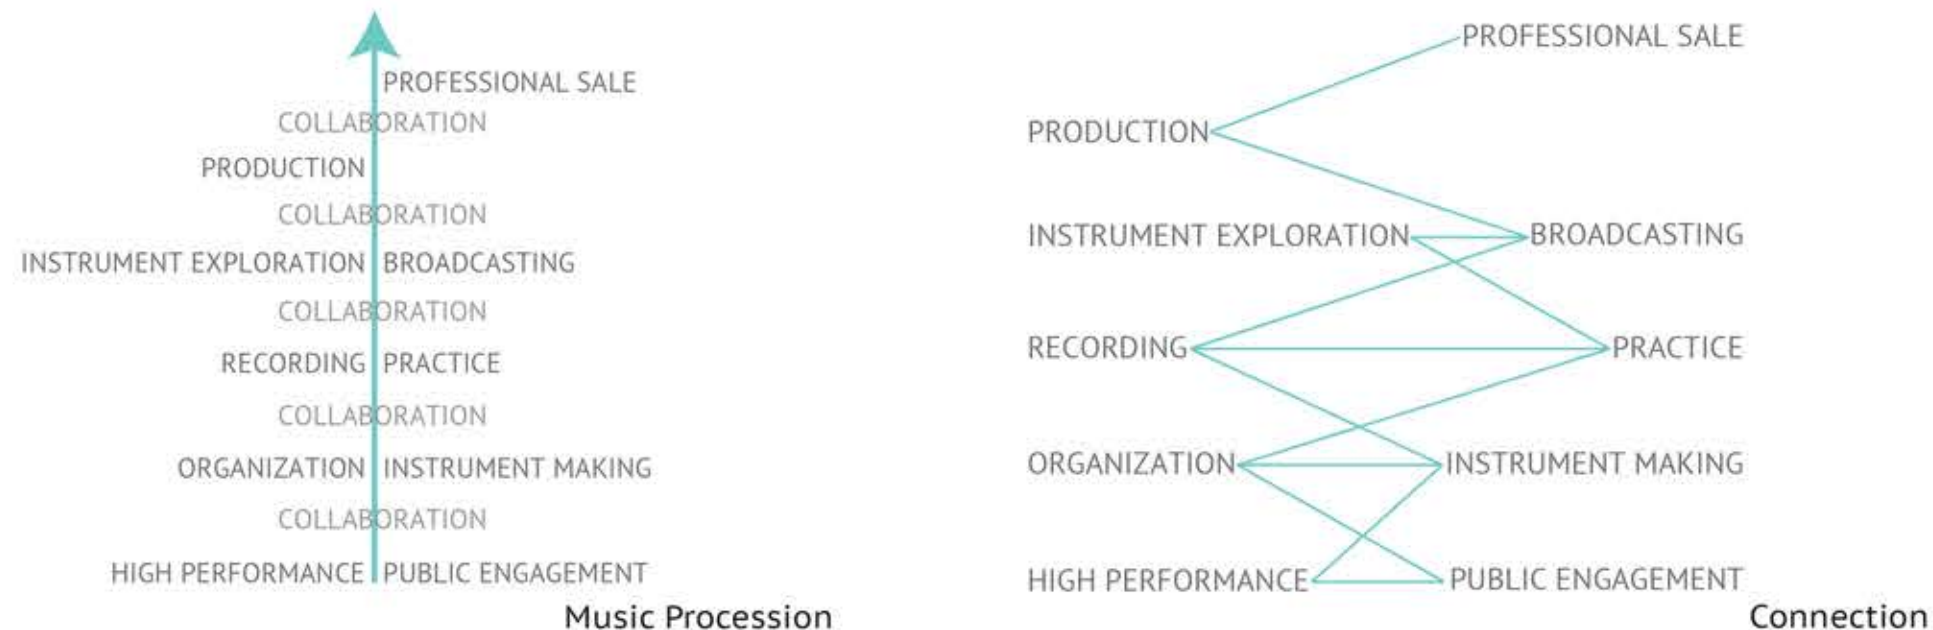 PROFESSIONAL SALE
COLLABORATION
PRODUCTION
COLLABORATION
INSTRUMENT EXPLORATION BROADCASTING
COLLABORATION
RECORDING PRACTICE
COLLABORATION
ORGANIZATION INSTRUMENT MAKING
COLLABORATION
HIGH PERFORMANCE PUBLIC ENGAGEMENT
Music Procession
PROFESSIONAL SALE
PRODUCTION
INSTRUMENT EXPLORATION BROADCASTING
RECORDING PRACTICE
ORGANIZATION INSTRUMENT MAKING
HIGH PERFORMANCE PUBLIC ENGAGEMENT
Connection